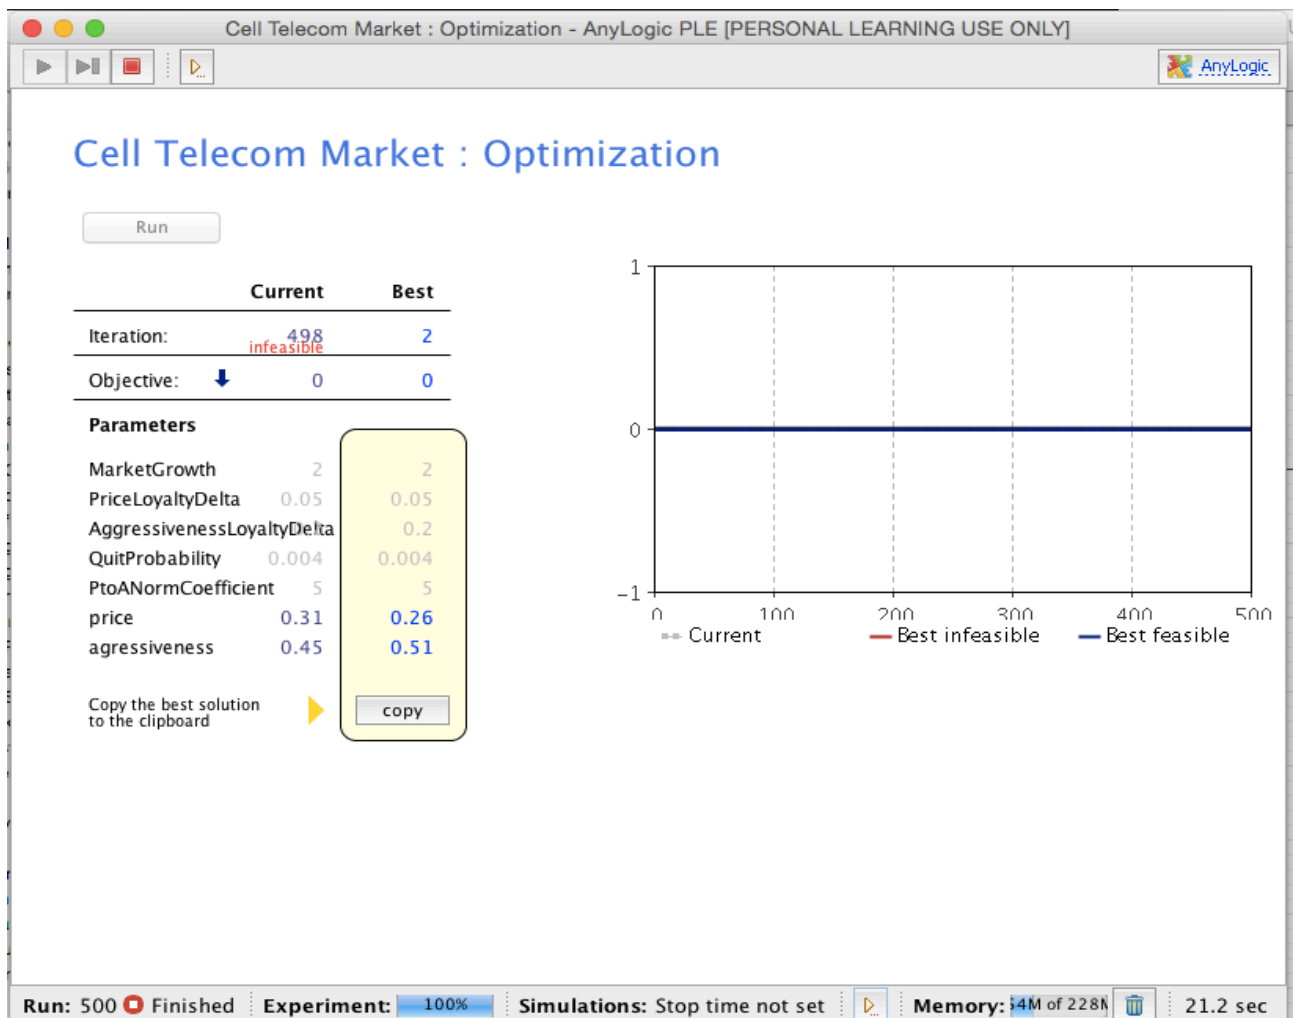 Cell Telecom Market : Optimization - AnyLogic PLE [PERSONAL LEARNING USE ONLY]
AnyLogic
Cell Telecom Market : Optimization
Run
Current Best
Iteration: 498 2
infeasible
Objective: 0 0
Parameters
MarketGrowth 2 2
PriceLoyaltyDelta 0.05 0.05
AggressivenessLoyaltyDelta 0.2
QuitProbability 0.004 0.004
PtoANormCoefficient 5 5
price 0.31 0.26
agressiveness 0.45 0.51
Copy the best solution
to the clipboard
copy
1
0
-1
0 100 200 300 400 500
Current Best infeasible Best feasible
Run: 500 Finished Experiment: 100% Simulations: Stop time not set Memory: of 228M 21.2 sec